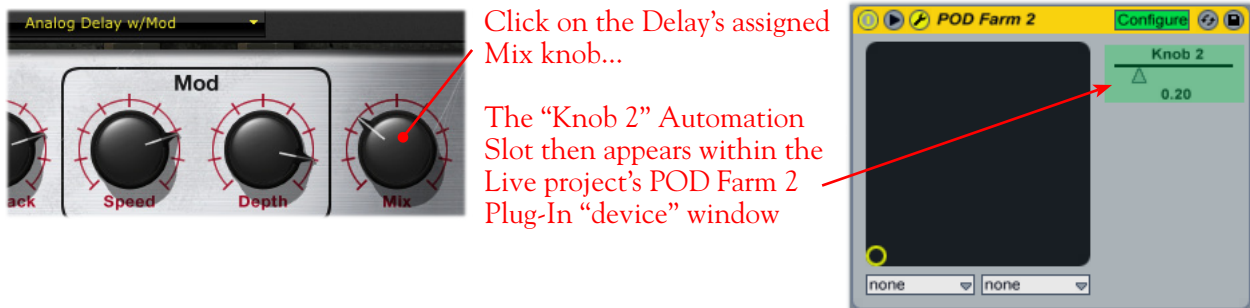 Analog Delay w/Mod
Mod
ack
Speed
Depth
Mix
Click on the Delay’s assigned
Mix knob...
The “Knob 2” Automation
Slot then appears within the
Live project’s POD Farm 2
Plug-In “device” window
POD Farm 2
Configure
Knob 2
0.20
none
none